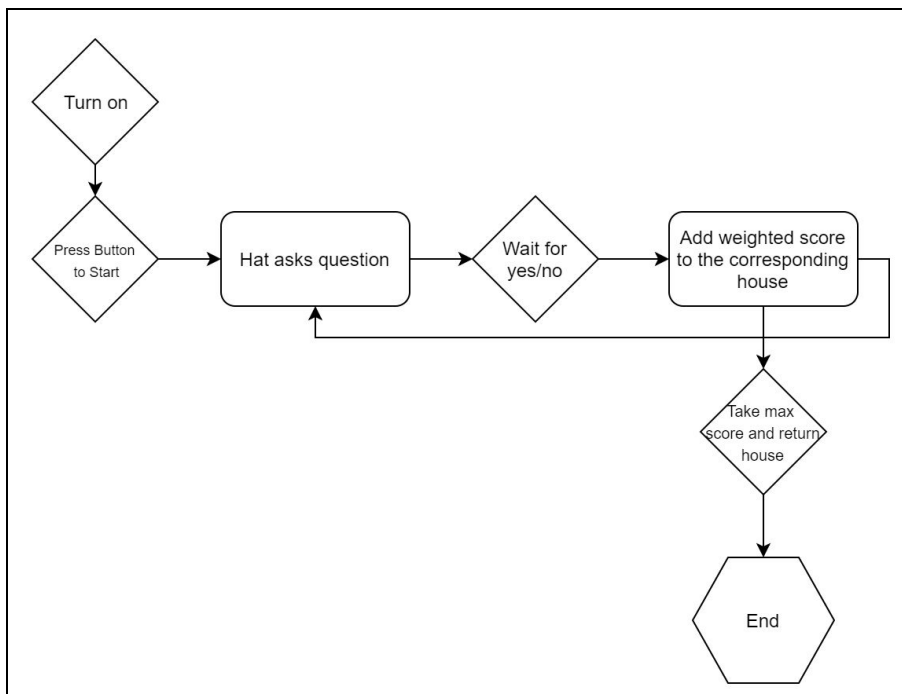 Turn on
Press Button
to Start
Hat asks question
Wait for
yes/no
Add weighted score
to the corresponding
house
Take max
score and return
house
End